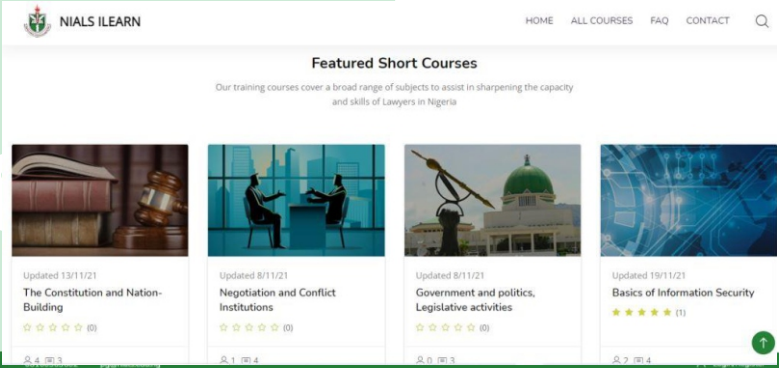 NIALS ILEARN
HOME ALL COURSES FAQ CONTACT
Featured Short Courses
Our training courses cover a broad range of subjects to assist in sharpening the capacity
and skills of Lawyers in Nigeria
Updated 13/11/21
The Constitution and Nation-
Building
(0)
4 3
Updated 8/11/21
Negotiation and Conflict
Institutions
(0)
1 4
Updated 8/11/21
Government and politics,
Legislative activities
(0)
0 3
Updated 19/11/21
Basics of Information Security
(1)
2 4